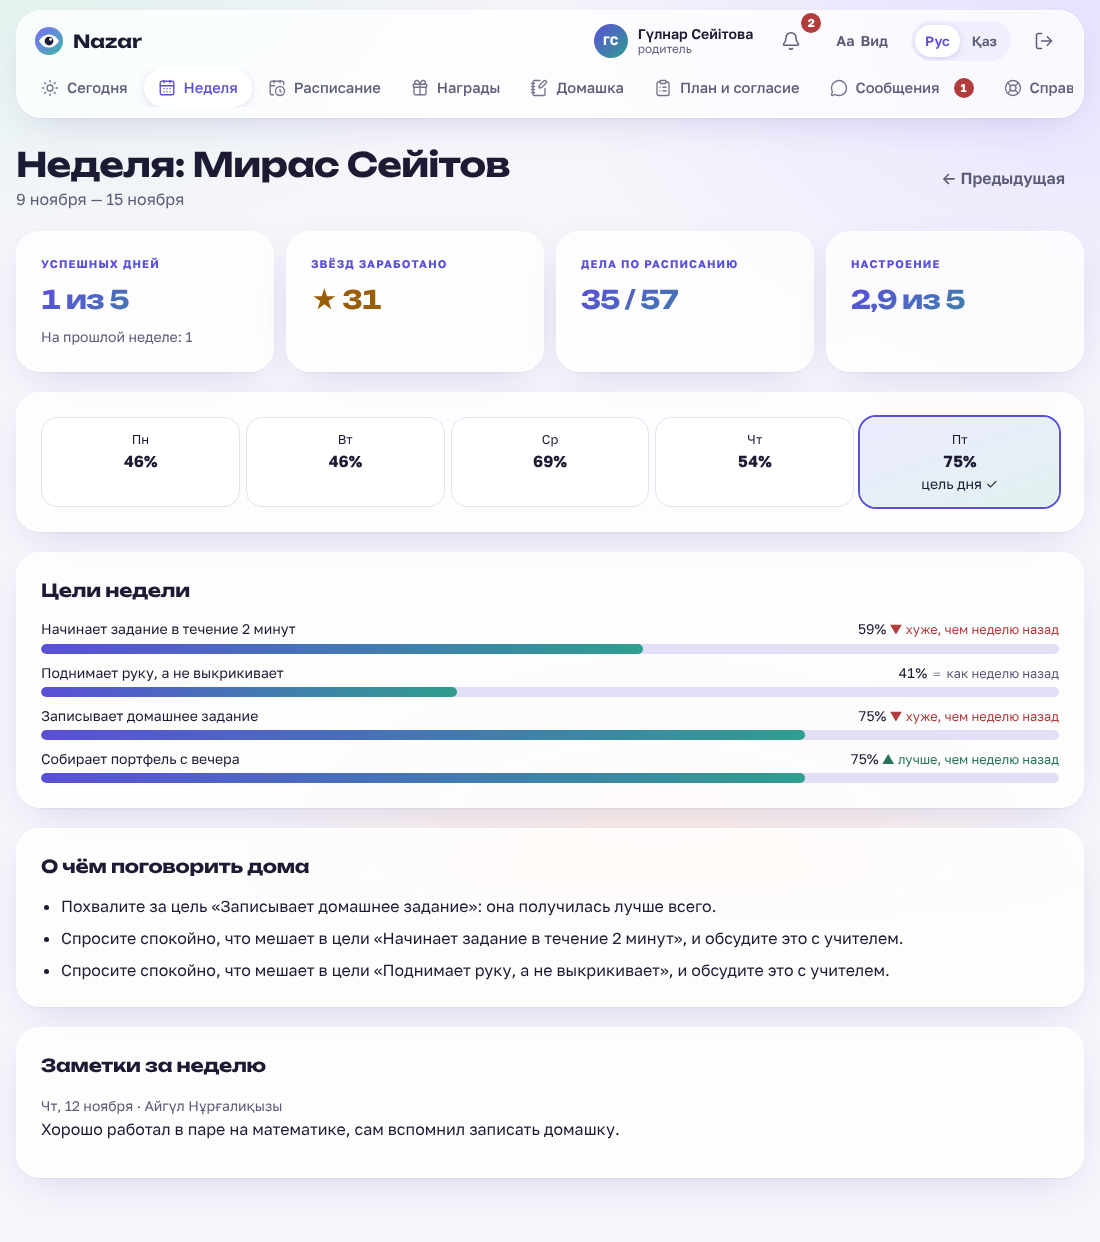 Nazar
ГС
Гүлнар Сейітова
родитель
2
Aa Вид
Рус
Қаз
Сегодня
Неделя
Расписание
Награды
Домашка
План и согласие
Сообщения
1
Справ
Неделя: Мирас Сейітов
9 ноября — 15 ноября
← Предыдущая
УСПЕШНЫХ ДНЕЙ
1 из 5
На прошлой неделе: 1
ЗВЁЗД ЗАРАБОТАНО
★ 31
ДЕЛА ПО РАСПИСАНИЮ
35 / 57
НАСТРОЕНИЕ
2,9 из 5
Пн
46%
Вт
46%
Ср
69%
Чт
54%
Пт
75%
цель дня ✓
Цели недели
Начинает задание в течение 2 минут 59% ▼ хуже, чем неделю назад
Поднимает руку, а не выкрикивает 41% = как неделю назад
Записывает домашнее задание 75% ▼ хуже, чем неделю назад
Собирает портфель с вечера 75% ▲ лучше, чем неделю назад
О чём поговорить дома
• Похвалите за цель «Записывает домашнее задание»: она получилась лучше всего.
• Спросите спокойно, что мешает в цели «Начинает задание в течение 2 минут», и обсудите это с учителем.
• Спросите спокойно, что мешает в цели «Поднимает руку, а не выкрикивает», и обсудите это с учителем.
Заметки за неделю
Чт, 12 ноября · Айгүл Нұрғалиқызы
Хорошо работал в паре на математике, сам вспомнил записать домашку.